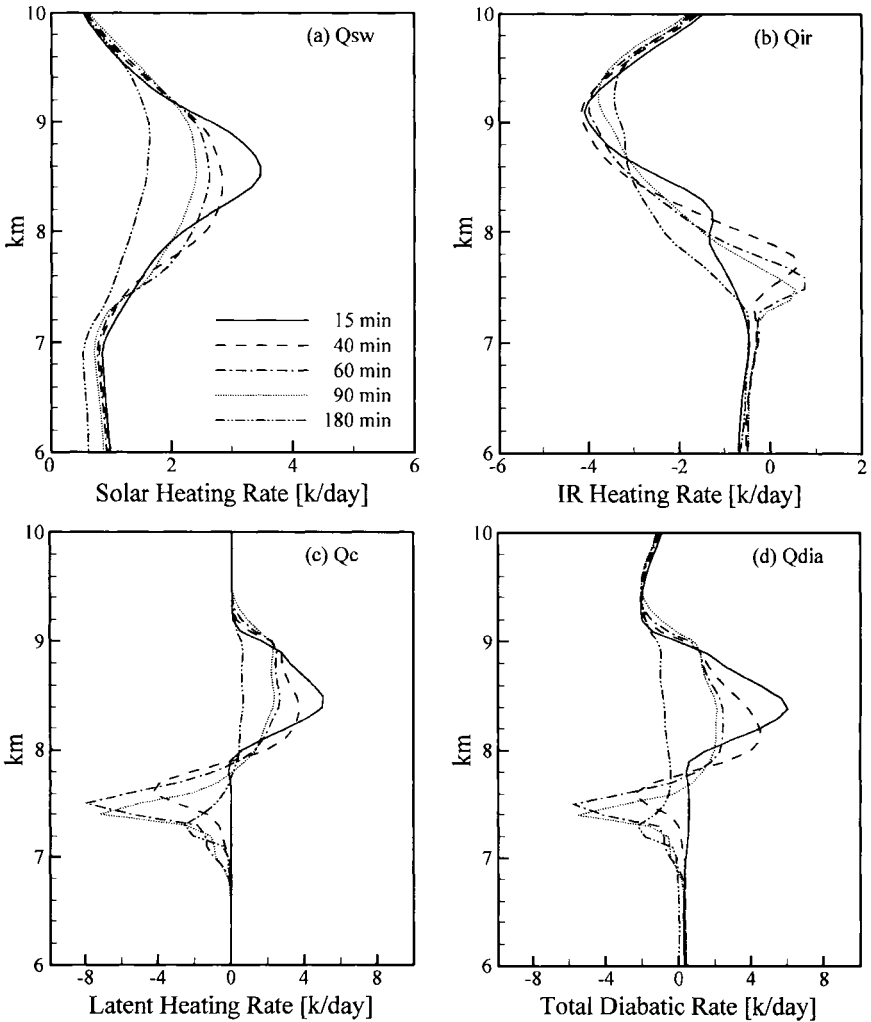 10
9
8
7
6
km
(a) Qsw
15 min
40 min
60 min
90 min
180 min
0
2
4
6
Solar Heating Rate [k/day]
10
9
8
7
6
km
(b) Qir
-6
-4
-2
0
2
IR Heating Rate [k/day]
10
9
8
7
6
km
(c) Qc
-8
-4
0
4
8
Latent Heating Rate [k/day]
10
9
8
7
6
km
(d) Qdia
-8
-4
0
4
8
Total Diabatic Rate [k/day]